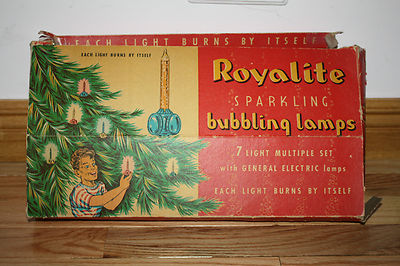 EACH LIGHT BURNS BY ITSELF
EACH LIGHT BURNS BY ITSELF
Royalite
SPARKLING
bubbling lamps
7 LIGHT MULTIPLE SET
with GENERAL ELECTRIC lamps
EACH LIGHT BURNS BY ITSELF